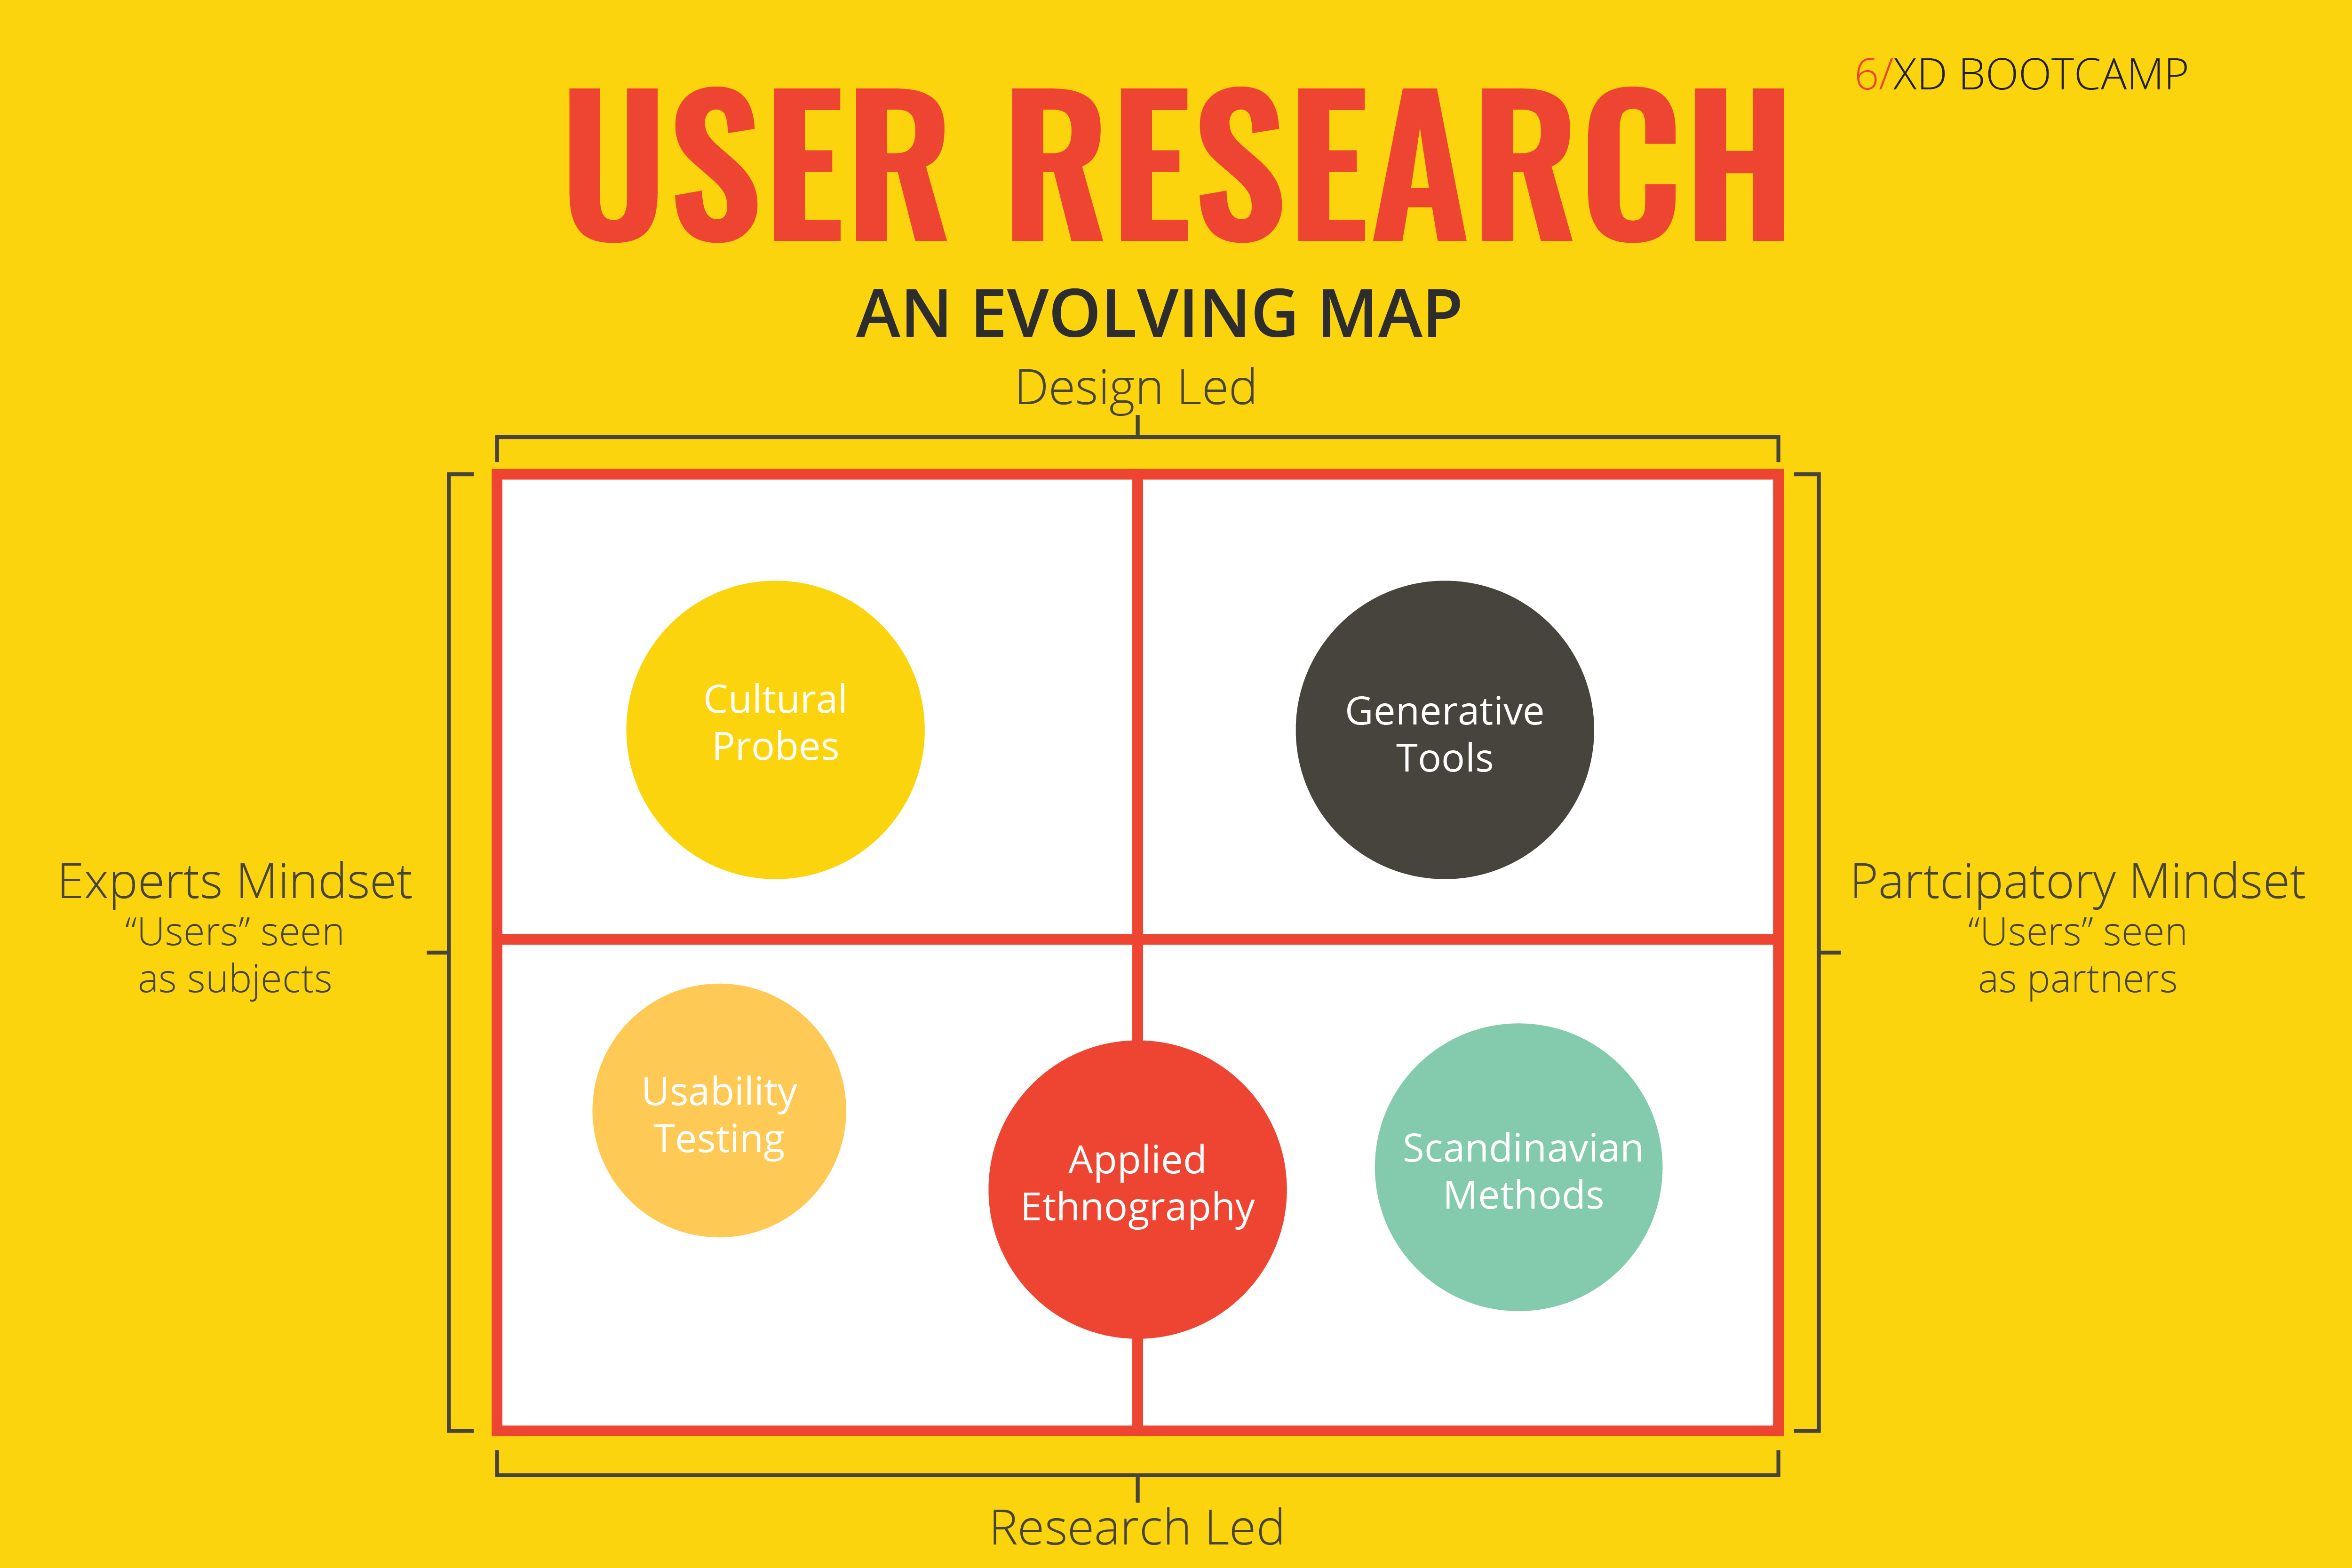 6/XD BOOTCAMP
USER RESEARCH
AN EVOLVING MAP
Design Led
Cultural
Probes
Generative
Tools
Experts Mindset
“Users” seen
as subjects
Partcipatory Mindset
“Users” seen
as partners
Usability
Testing
Applied
Ethnography
Scandinavian
Methods
Research Led